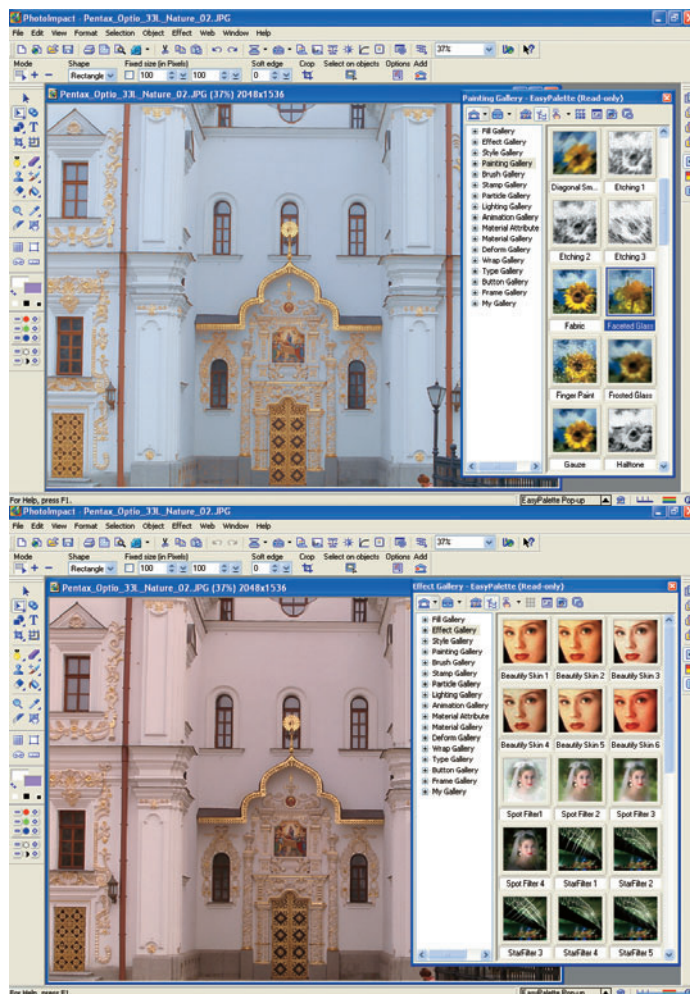 PhotoImpact - Pentax_Optio_33L_Nature_02.JPG
File Edit View Format Selection Object Effect Web Window Help
37%
Mode Shape Fixed size (in Pixels) Soft edge Crop Select on objects Options Add
Rectangle 100 100 0
Pentax_Optio_33L_Nature_02.JPG (37%) 2048x1536
Painting Gallery - EasyPalette (Read-only)
Fill Gallery
Effect Gallery
Style Gallery
Painting Gallery
Brush Gallery
Stamp Gallery
Particle Gallery
Lighting Gallery
Animation Gallery
Material Attribute
Material Gallery
Deform Gallery
Wrap Gallery
Type Gallery
Button Gallery
Frame Gallery
My Gallery
Diagonal Sm... Etching 1
Etching 2 Etching 3
Fabric Faceted Glass
Finger Paint Frosted Glass
Gauze Halftone
For Help, press F1. EasyPalette Pop-up
PhotoImpact - Pentax_Optio_33L_Nature_02.JPG
File Edit View Format Selection Object Effect Web Window Help
37%
Mode Shape Fixed size (in Pixels) Soft edge Crop Select on objects Options Add
Rectangle 100 100 0
Pentax_Optio_33L_Nature_02.JPG (37%) 2048x1536
Effect Gallery - EasyPalette (Read-only)
Fill Gallery
Effect Gallery
Style Gallery
Painting Gallery
Brush Gallery
Stamp Gallery
Particle Gallery
Lighting Gallery
Animation Gallery
Material Attribute
Material Gallery
Deform Gallery
Wrap Gallery
Type Gallery
Button Gallery
Frame Gallery
My Gallery
Beautify Skin 1 Beautify Skin 2 Beautify Skin 3
Beautify Skin 4 Beautify Skin 5 Beautify Skin 6
Spot Filter1 Spot Filter 2 Spot Filter 3
Spot Filter 4 StarFilter 1 StarFilter 2
StarFilter 3 StarFilter 4 StarFilter 5
For Help, press F1. EasyPalette Pop-up